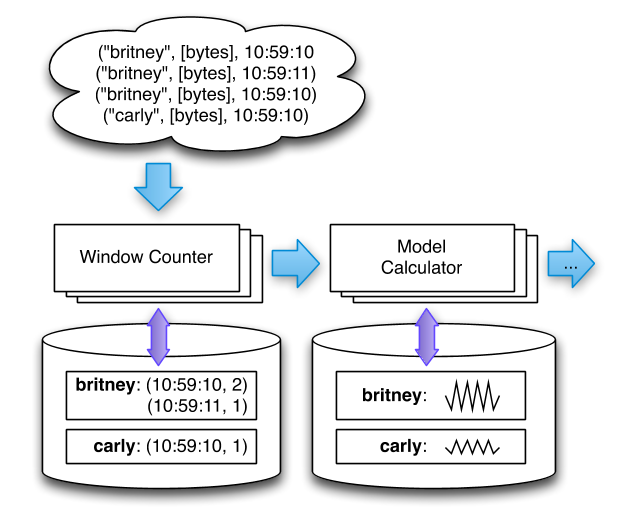 ("britney", [bytes], 10:59:10
("britney", [bytes], 10:59:11)
("britney", [bytes], 10:59:10)
("carly", [bytes], 10:59:10)
Window Counter
Model
Calculator
...
britney: (10:59:10, 2)
(10:59:11, 1)
carly: (10:59:10, 1)
britney:
carly: